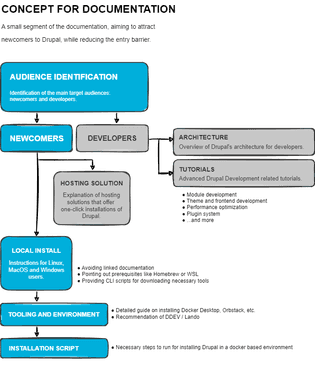 CONCEPT FOR DOCUMENTATION
A small segment of the documentation, aiming to attract
newcomers to Drupal, while reducing the entry barrier.
AUDIENCE IDENTIFICATION
Identification of the main target audiences:
newcomers and developers.
NEWCOMERS
DEVELOPERS
ARCHITECTURE
Overview of Drupal's architecture for developers.
TUTORIALS
Advanced Drupal Development related tutorials.
• Module development
• Theme and frontend development
• Performance optimization
• Plugin system
• ...and more
HOSTING SOLUTION
Explanation of hosting
solutions that offer
one-click installations of
Drupal.
LOCAL INSTALL
Instructions for Linux,
MacOS and Windows
users.
• Avoiding linked documentation
• Pointing out prerequisites like Homebrew or WSL
• Providing CLI scripts for downloading necessary tools
TOOLING AND ENVIRONMENT
• Detailed guide on installing Docker Desktop, Orbstack, etc.
• Recommendation of DDEV / Lando
INSTALLATION SCRIPT
• Necessary steps to run for installing Drupal in a docker based environment